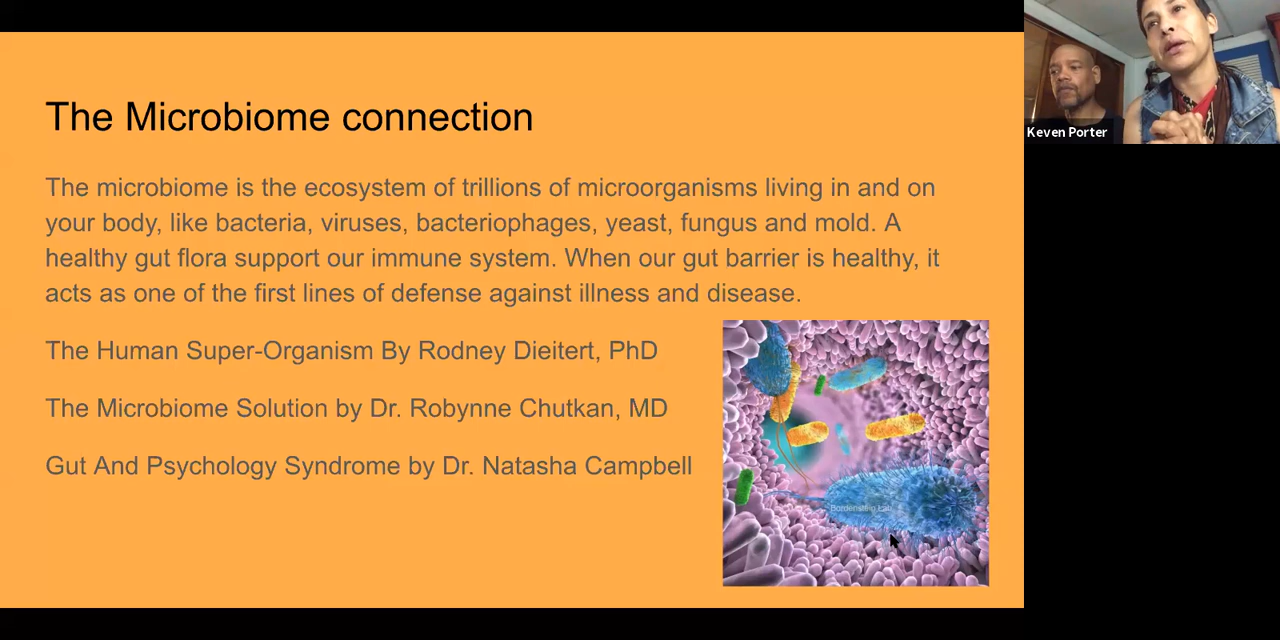 The Microbiome connection
The microbiome is the ecosystem of trillions of microorganisms living in and on
your body, like bacteria, viruses, bacteriophages, yeast, fungus and mold. A
healthy gut flora support our immune system. When our gut barrier is healthy, it
acts as one of the first lines of defense against illness and disease.
The Human Super-Organism By Rodney Dieitert, PhD
The Microbiome Solution by Dr. Robynne Chutkan, MD
Gut And Psychology Syndrome by Dr. Natasha Campbell
Bordenstein Lab
Keven Porter